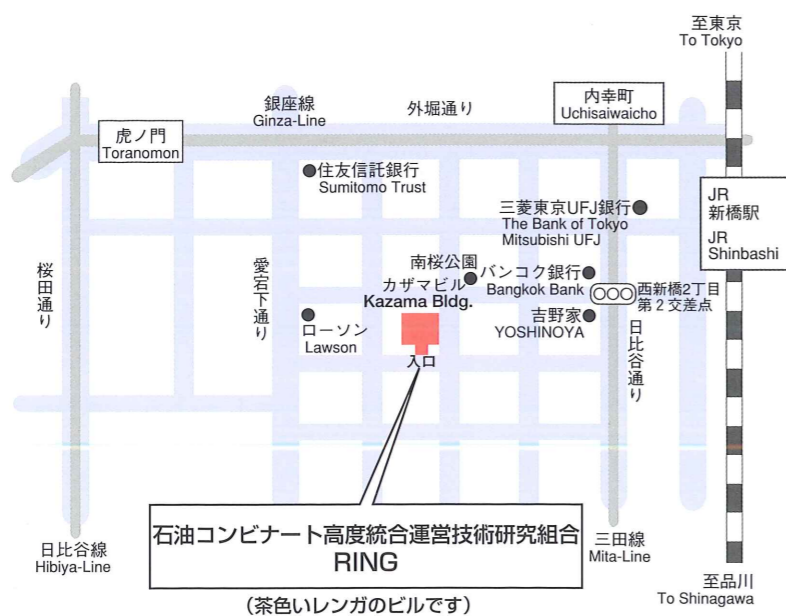 至東京
To Tokyo
銀座線
Ginza-Line
外堀通り
内幸町
Uchisaiwaicho
虎ノ門
Toranomon
住友信託銀行
Sumitomo Trust
三菱東京UFJ銀行
The Bank of Tokyo
Mitsubishi UFJ
JR
新橋駅
JR
Shinbashi
桜田通り
愛宕下通り
南桜公園
カザマビル
Kazama Bldg.
バンコク銀行
Bangkok Bank
西新橋2丁目
第2交差点
ローソン
Lawson
吉野家
YOSHINOYA
日比谷通り
入口
石油コンビナート高度統合運営技術研究組合
RING
日比谷線
Hibiya-Line
三田線
Mita-Line
至品川
To Shinagawa
(茶色いレンガのビルです)